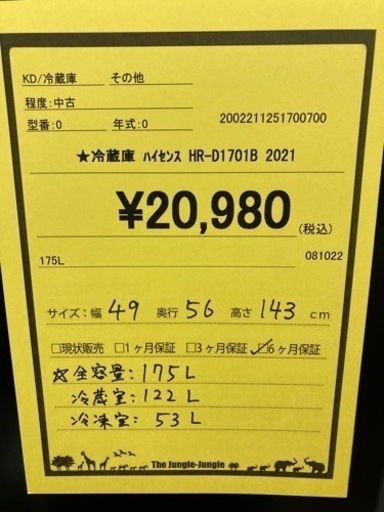 KD/冷蔵庫 その他
程度:中古
型番:0 年式:0 2002211251700700
★冷蔵庫 ﾊｲｾﾝｽ HR-D1701B 2021
¥20,980(税込)
175L 081022
サイズ:幅 49 奥行 56 高さ 143 cm
□現状販売 □1ヶ月保証 □3ヶ月保証 ☑6ヶ月保証
☆全容量:175L
冷蔵室:122L
冷凍室:53L
The Jungle-Jungle